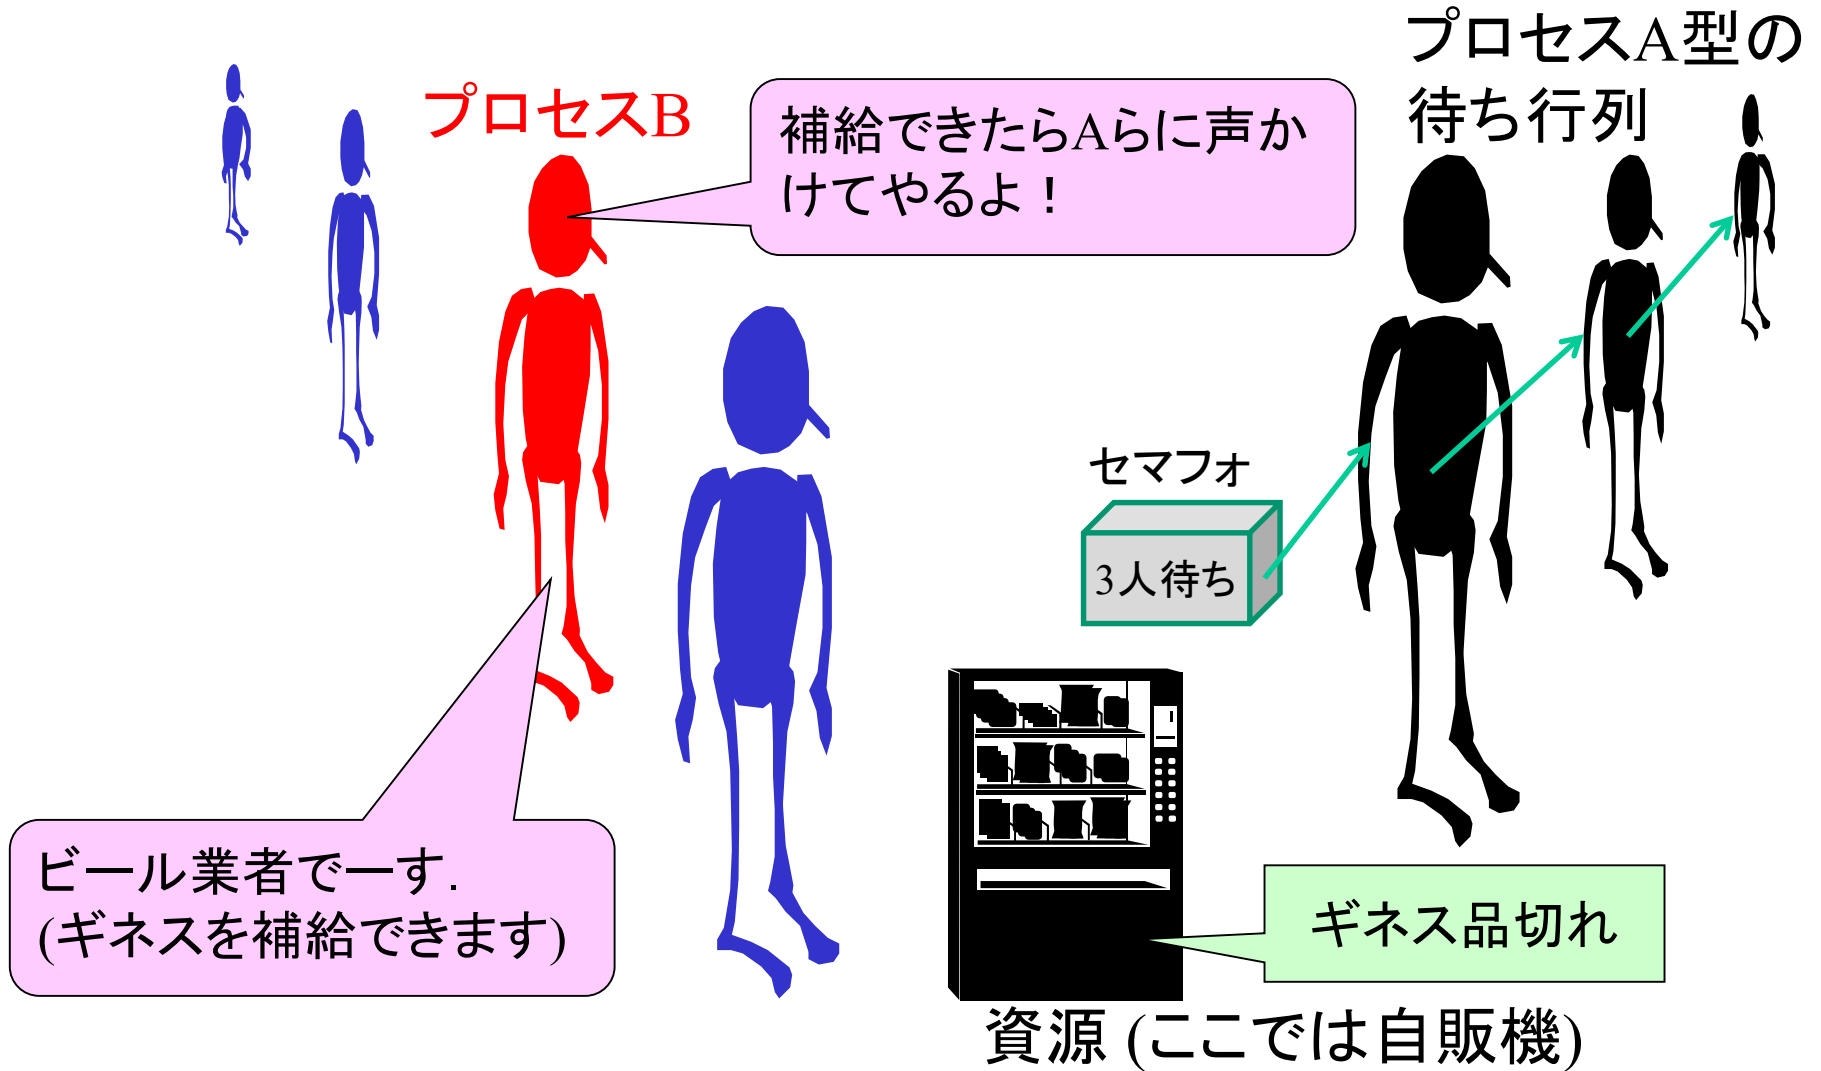 プロセスA型の
待ち行列
プロセスB
補給できたらAらに声か
けてやるよ！
セマフォ
3人待ち
ビール業者でーす.
(ギネスを補給できます)
ギネス品切れ
資源 (ここでは自販機)